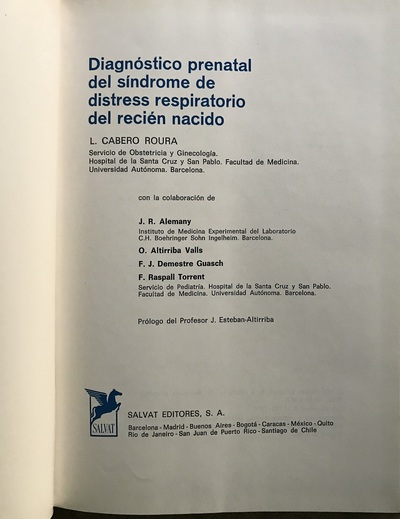 Diagnóstico prenatal
del síndrome de
distress respiratorio
del recién nacido
L. CABERO ROURA
Servicio de Obstetricia y Ginecología.
Hospital de la Santa Cruz y San Pablo. Facultad de Medicina.
Universidad Autónoma. Barcelona.
con la colaboración de
J. R. Alemany
Instituto de Medicina Experimental del Laboratorio
C.H. Boehringer Sohn Ingelheim. Barcelona.
O. Altirriba Valls
F. J. Demestre Guasch
F. Raspall Torrent
Servicio de Pediatría. Hospital de la Santa Cruz y San Pablo.
Facultad de Medicina. Universidad Autónoma. Barcelona.
Prólogo del Profesor J. Esteban-Altirriba
SALVAT
SALVAT EDITORES, S. A.
Barcelona - Madrid - Buenos Aires - Bogotá - Caracas - México - Quito
Rio de Janeiro - San Juan de Puerto Rico - Santiago de Chile